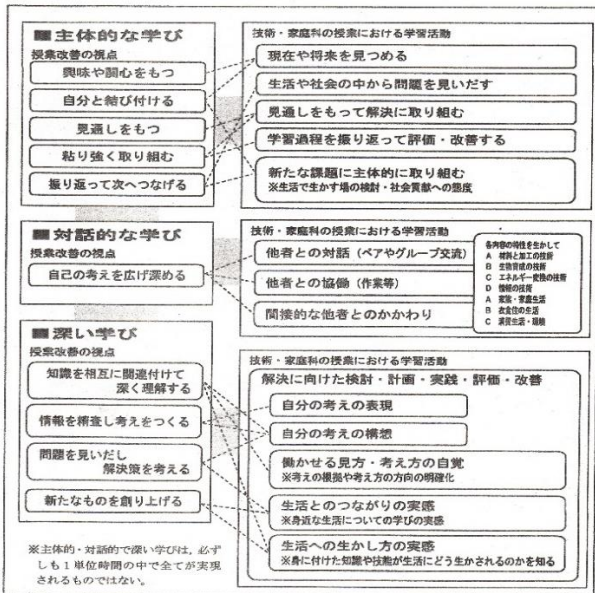 ■主体的な学び
授業改善の視点
興味や関心をもつ
自分と結び付ける
見通しをもつ
粘り強く取り組む
振り返って次へつなげる
技術・家庭科の授業における学習活動
現在や将来を見つめる
生活や社会の中から問題を見いだす
見通しをもって解決に取り組む
学習過程を振り返って評価・改善する
新たな課題に主体的に取り組む
※生活で生かす場の検討・社会貢献への態度
■対話的な学び
授業改善の視点
自己の考えを広げ深める
技術・家庭科の授業における学習活動
他者との対話（ペアやグループ交流）
他者との協働（作業等）
間接的な他者とのかかわり
各内容の特性を生かして
A 材料と加工の技術
B 生物育成の技術
C エネルギー変換の技術
D 情報の技術
A 家族・家庭生活
B 衣食住の生活
C 消費生活・環境
■深い学び
授業改善の視点
知識を相互に関連付けて
深く理解する
情報を精査し考えをつくる
問題を見いだし
解決策を考える
新たなものを創り上げる
※主体的・対話的で深い学びは，必ず
しも１単位時間の中で全てが実現
されるものではない。
技術・家庭科の授業における学習活動
解決に向けた検討・計画・実践・評価・改善
自分の考えの表現
自分の考えの構想
働かせる見方・考え方の自覚
※考えの根拠や考え方の方向の明確化
生活とのつながりの実感
※身近な生活についての学びの実感
生活への生かし方の実感
※身に付けた知識や技能が生活にどう生かされるのかを知る